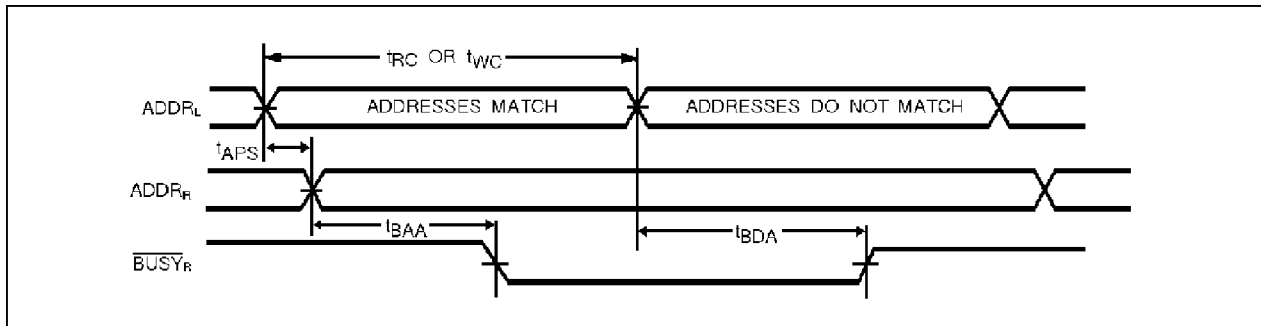 tRC OR tWC
ADDRL ADDRESSES MATCH ADDRESSES DO NOT MATCH
tAPS
ADDRR
tBAA tBDA
BUSYR